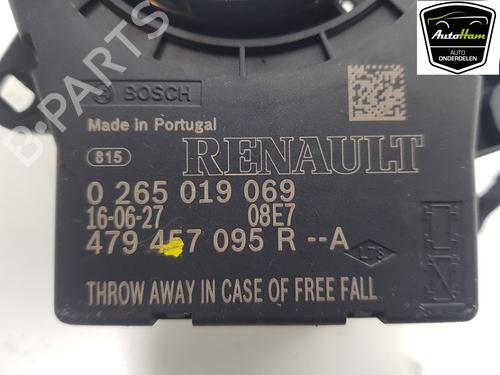 AutoHam
AUTO
ONDERDELEN
B-PARTS
BOSCH
Made in Portugal
815
RENAULT
0 265 019 069
16-06-27 08E7
479 457 095 R --A
THROW AWAY IN CASE OF FREE FALL